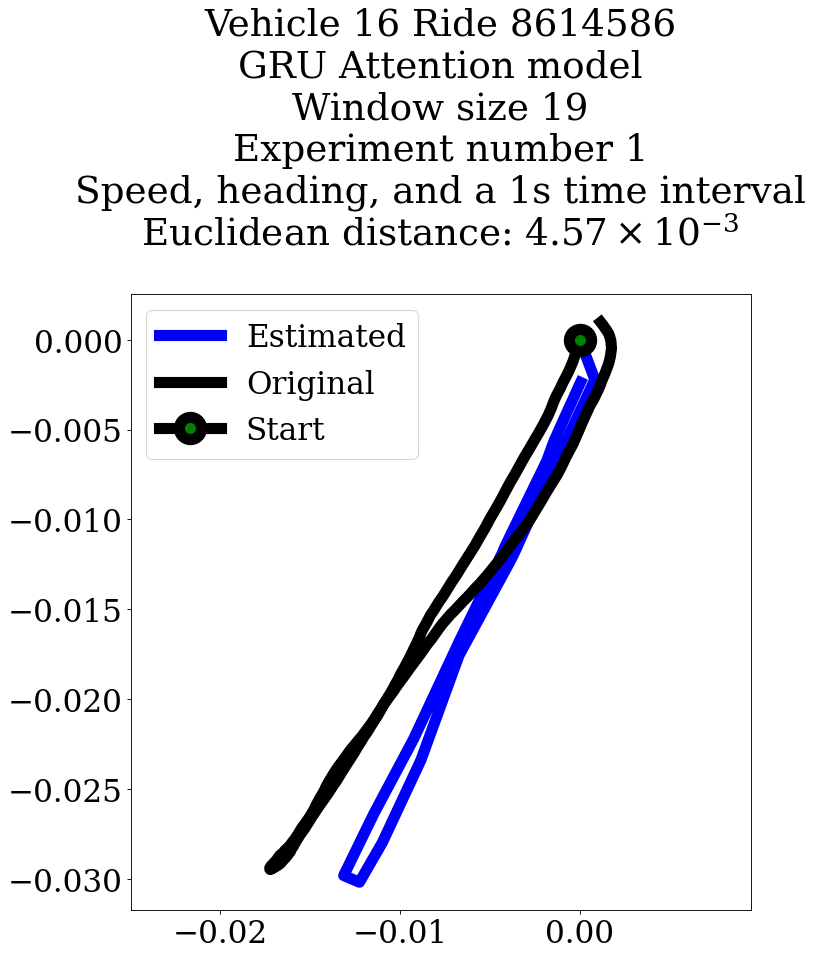 Vehicle 16 Ride 8614586
GRU Attention model
Window size 19
Experiment number 1
Speed, heading, and a 1s time interval
Euclidean distance: 4.57 × 10⁻³
Estimated
Original
Start
0.000
−0.005
−0.010
−0.015
−0.020
−0.025
−0.030
−0.02 −0.01 0.00